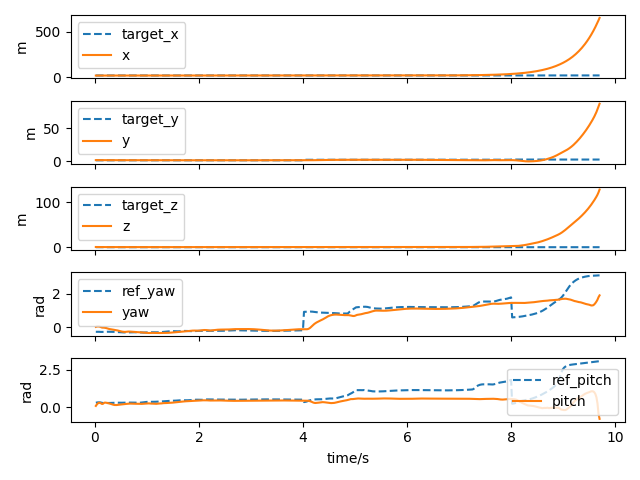 500
0
m
target_x
x
50
0
m
target_y
y
100
0
m
target_z
z
2
0
rad
ref_yaw
yaw
2.5
0.0
rad
ref_pitch
pitch
0 2 4 6 8 10
time/s